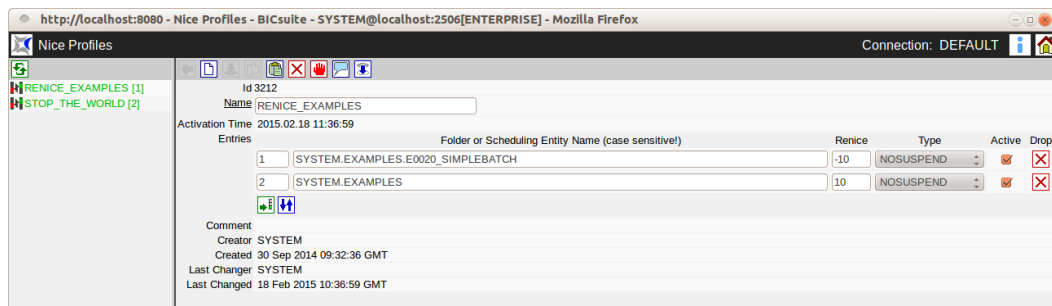 http://localhost:8080 - Nice Profiles - BICsuite - SYSTEM@localhost:2506[ENTERPRISE] - Mozilla Firefox
Nice Profiles Connection: DEFAULT
RENICE_EXAMPLES [1]
STOP_THE_WORLD [2]
Id 3212
Name RENICE_EXAMPLES
Activation Time 2015.02.18 11:36:59
Entries Folder or Scheduling Entity Name (case sensitive!) Renice Type Active Drop
1 SYSTEM.EXAMPLES.E0020_SIMPLEBATCH -10 NOSUSPEND
2 SYSTEM.EXAMPLES 10 NOSUSPEND
Comment
Creator SYSTEM
Created 30 Sep 2014 09:32:36 GMT
Last Changer SYSTEM
Last Changed 18 Feb 2015 10:36:59 GMT